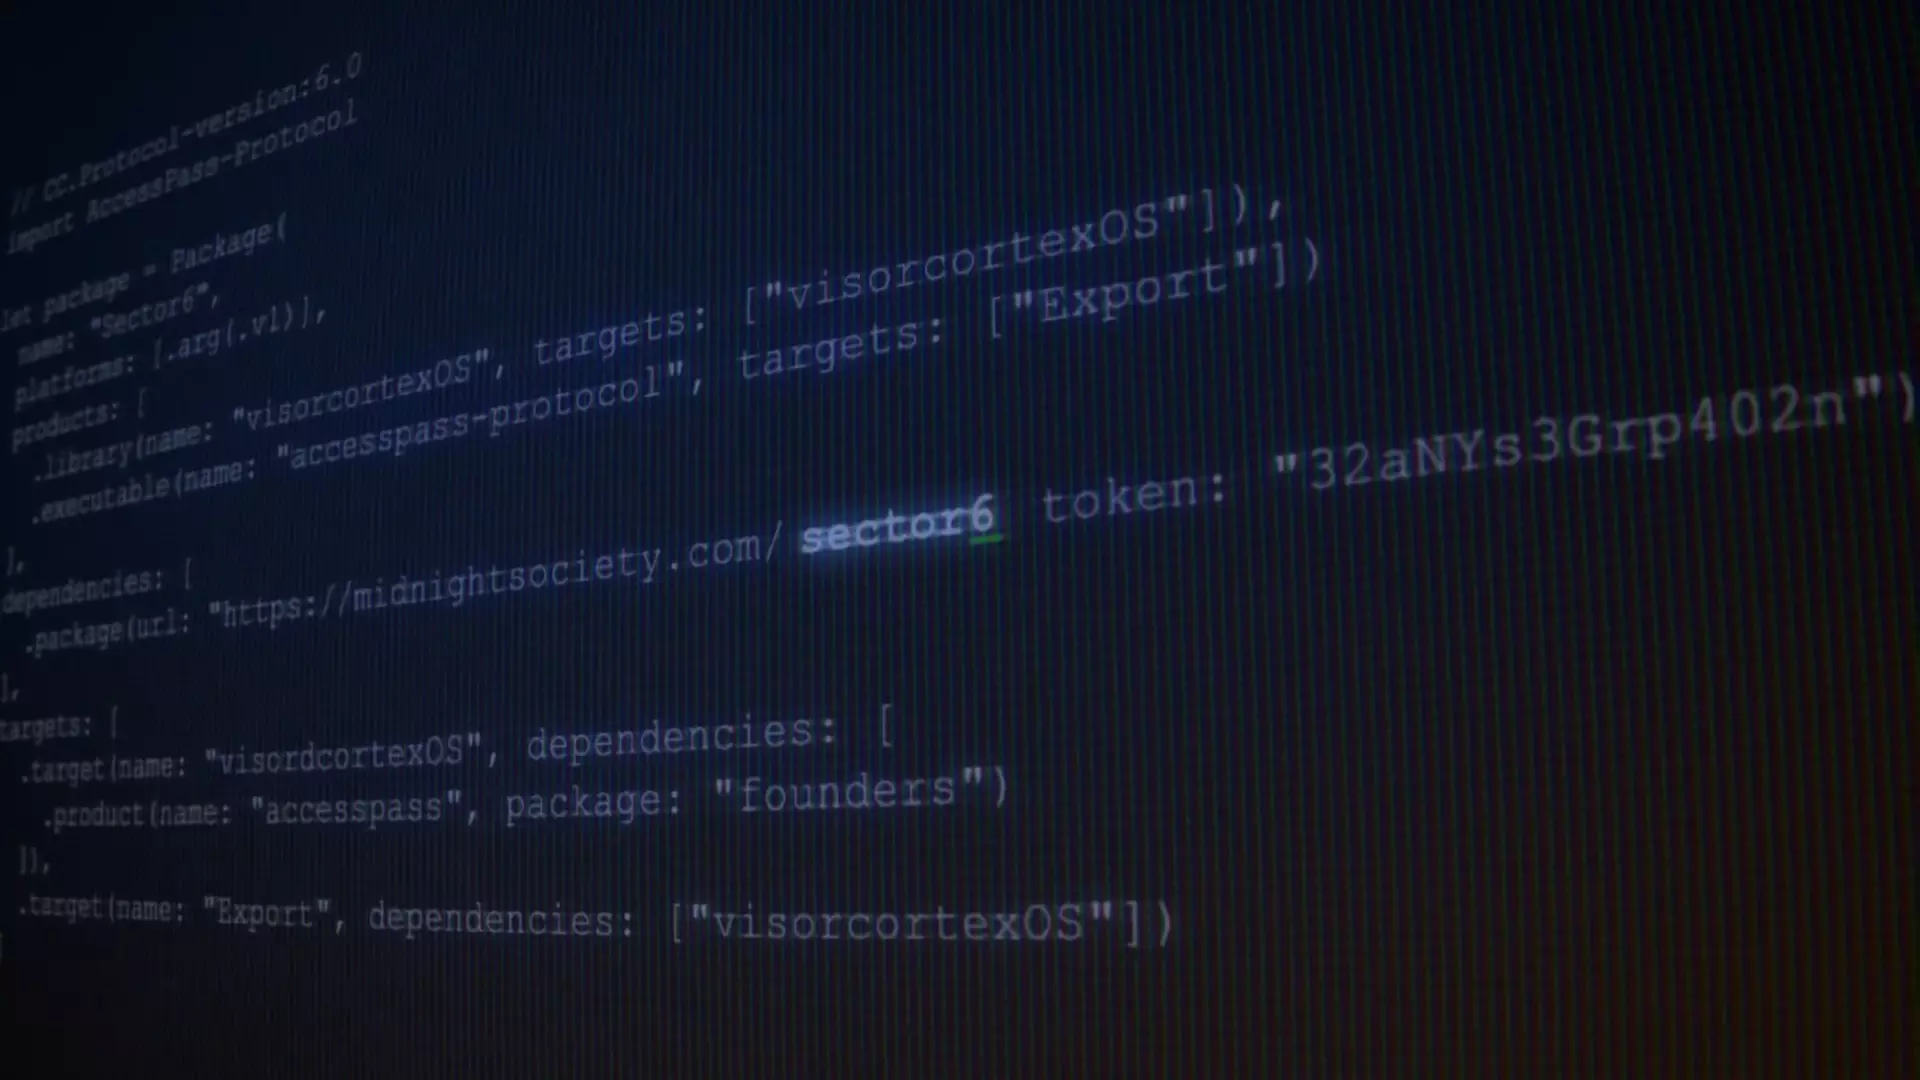 // CC.Protocol-version:6.0
import AccessPass-Protocol
let package = Package(
name: "Sector6",
platforms: [.arg(.v1)],
products: [
.library(name: "visorcortexOS", targets: ["visorcortexOS"]),
.executable(name: "accesspass-protocol", targets: ["Export"])
],
dependencies: [
.package(url: "https://midnightsociety.com/ sector6 token: "32aNYs3Grp402n")
],
targets: [
.target(name: "visordcortexOS", dependencies: [
.product(name: "accesspass", package: "founders")
]),
.target(name: "Export", dependencies: ["visorcortexOS"])
]